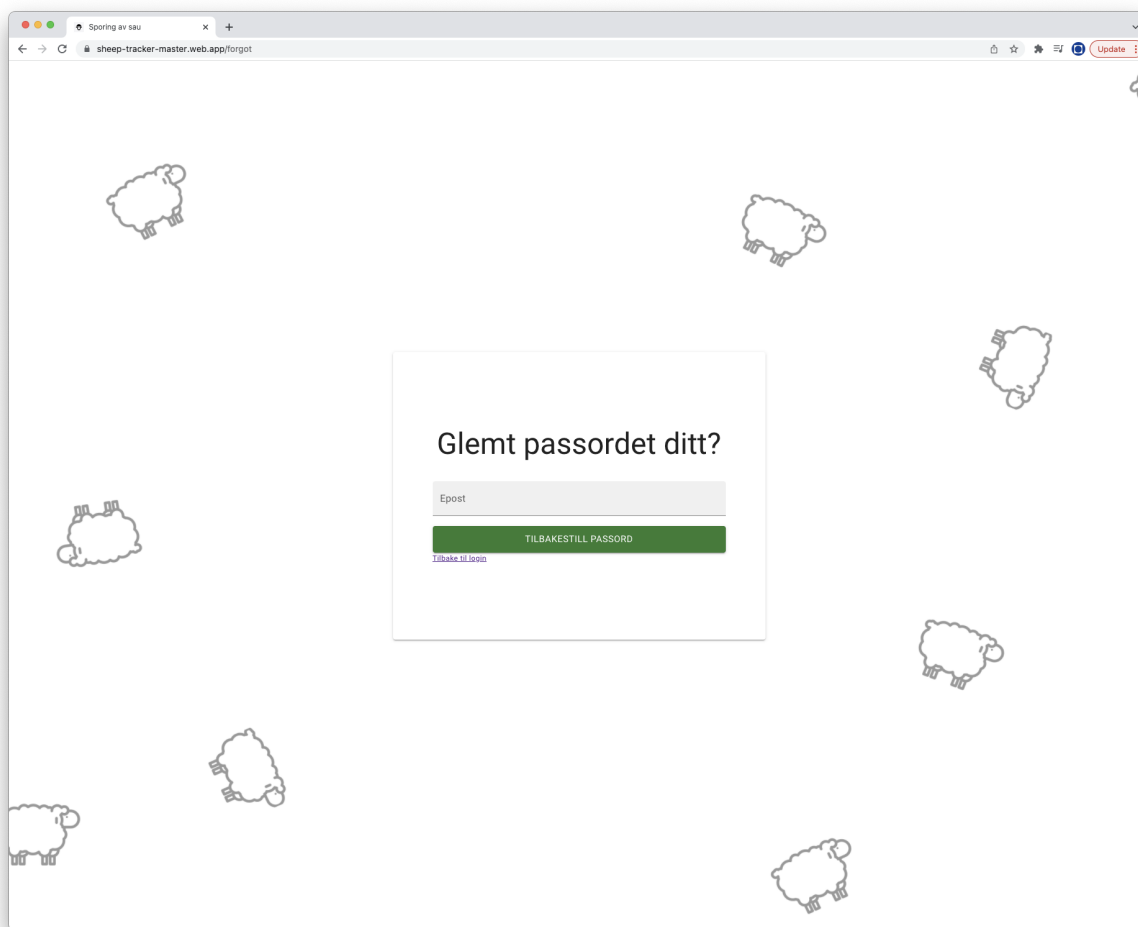 Sporing av sau
sheep-tracker-master.web.app/forgot
Update
Glemt passordet ditt?
Epost
TILBAKESTILL PASSORD
Tilbake til login